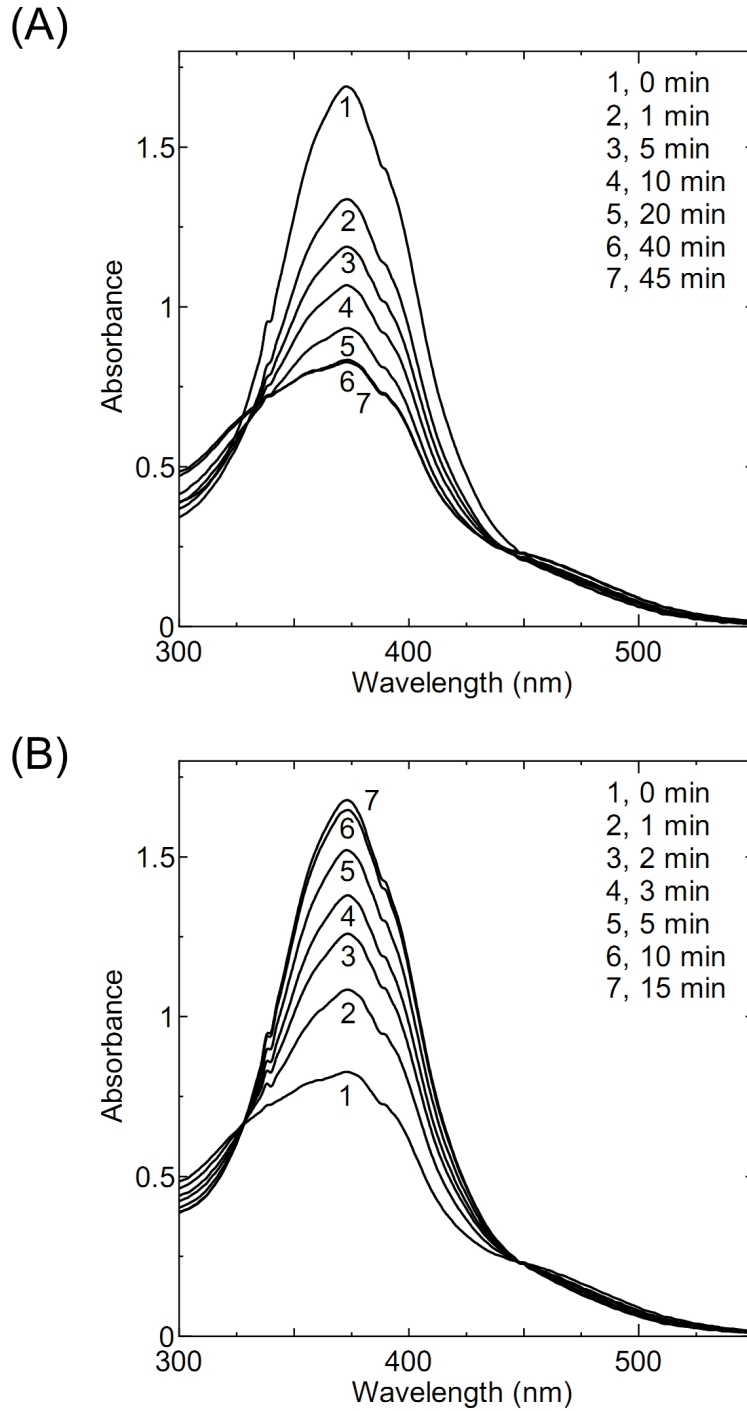 (A)
1, 0 min
2, 1 min
3, 5 min
4, 10 min
5, 20 min
6, 40 min
7, 45 min
1
2
3
4
5
6
7
1.5
1
0.5
0
Absorbance
300
400
500
Wavelength (nm)
(B)
1, 0 min
2, 1 min
3, 2 min
4, 3 min
5, 5 min
6, 10 min
7, 15 min
7
6
5
4
3
2
1
1.5
1
0.5
0
Absorbance
300
400
500
Wavelength (nm)